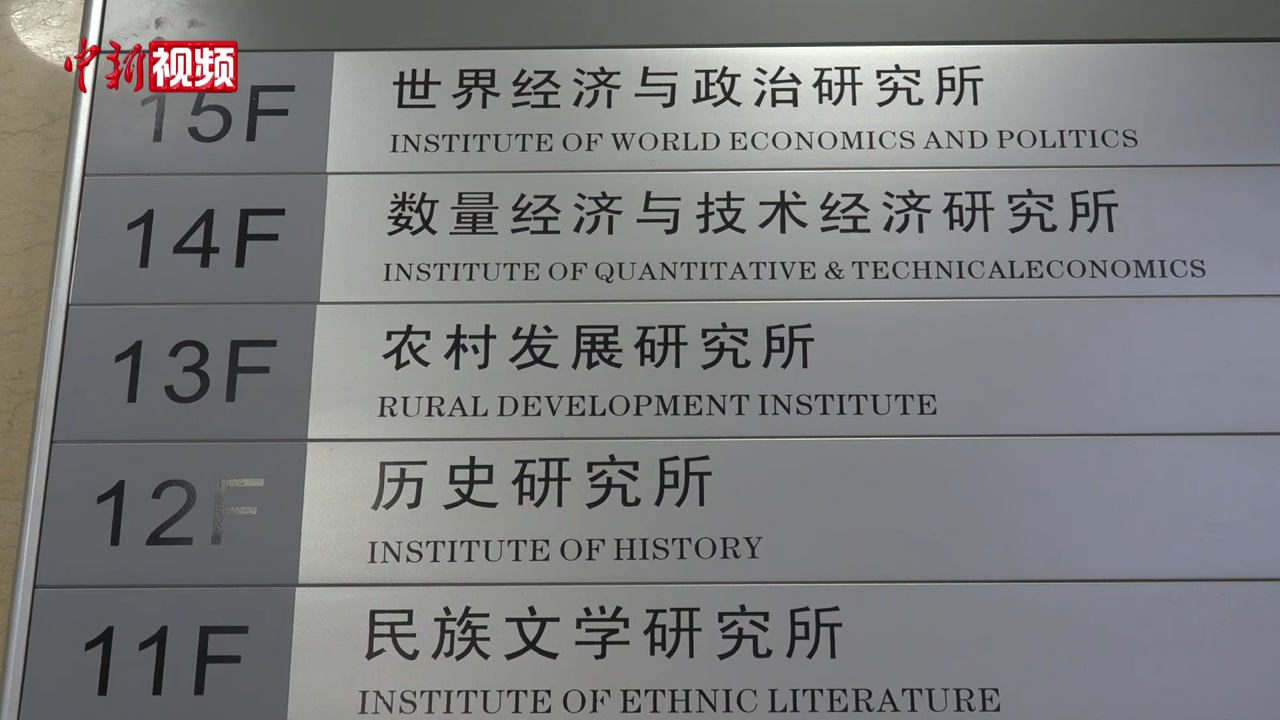 中新视频
15F
世界经济与政治研究所
INSTITUTE OF WORLD ECONOMICS AND POLITICS
14F
数量经济与技术经济研究所
INSTITUTE OF QUANTITATIVE & TECHNICALECONOMICS
13F
农村发展研究所
RURAL DEVELOPMENT INSTITUTE
12F
历史研究所
INSTITUTE OF HISTORY
11F
民族文学研究所
INSTITUTE OF ETHNIC LITERATURE